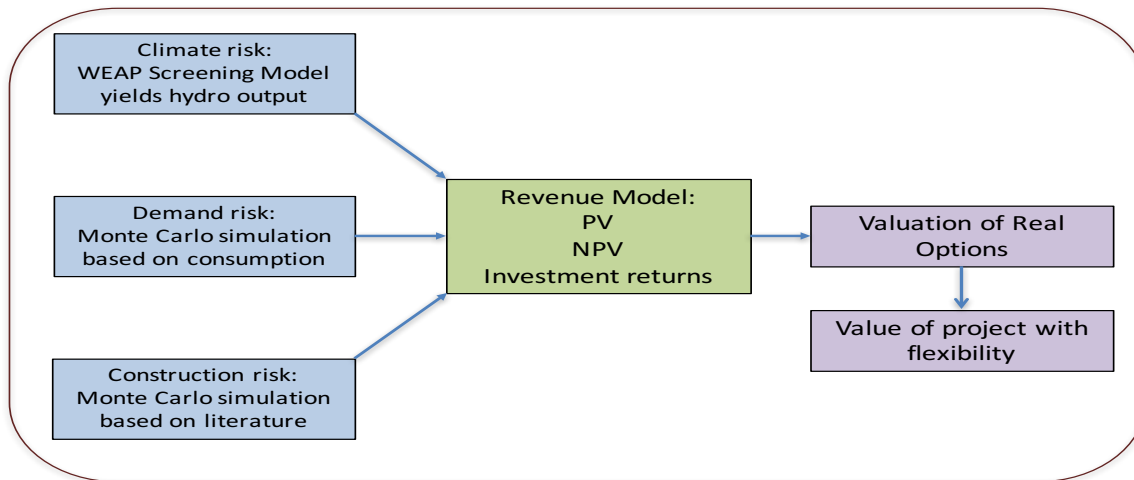 Climate risk:
WEAP Screening Model
yields hydro output
Demand risk:
Monte Carlo simulation
based on consumption
Construction risk:
Monte Carlo simulation
based on literature
Revenue Model:
PV
NPV
Investment returns
Valuation of Real
Options
Value of project with
flexibility